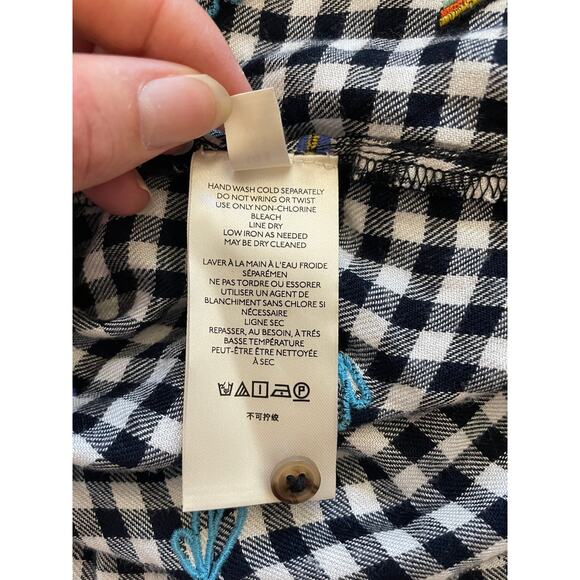 HAND WASH COLD SEPARATELY
DO NOT WRING OR TWIST
USE ONLY NON-CHLORINE
BLEACH
LINE DRY
LOW IRON AS NEEDED
MAY BE DRY CLEANED
LAVER À LA MAIN À L'EAU FROIDE
SÉPARÉMEN
NE PAS TORDRE OU ESSORER
UTILISER UN AGENT DE
BLANCHIMENT SANS CHLORE SI
NÉCESSAIRE
LIGNE SEC
REPASSER, AU BESOIN, À TRÉS
BASSE TEMPÉRATURE
PEUT-ÊTRE ÊTRE NETTOYÉE
À SEC
不可拧绞